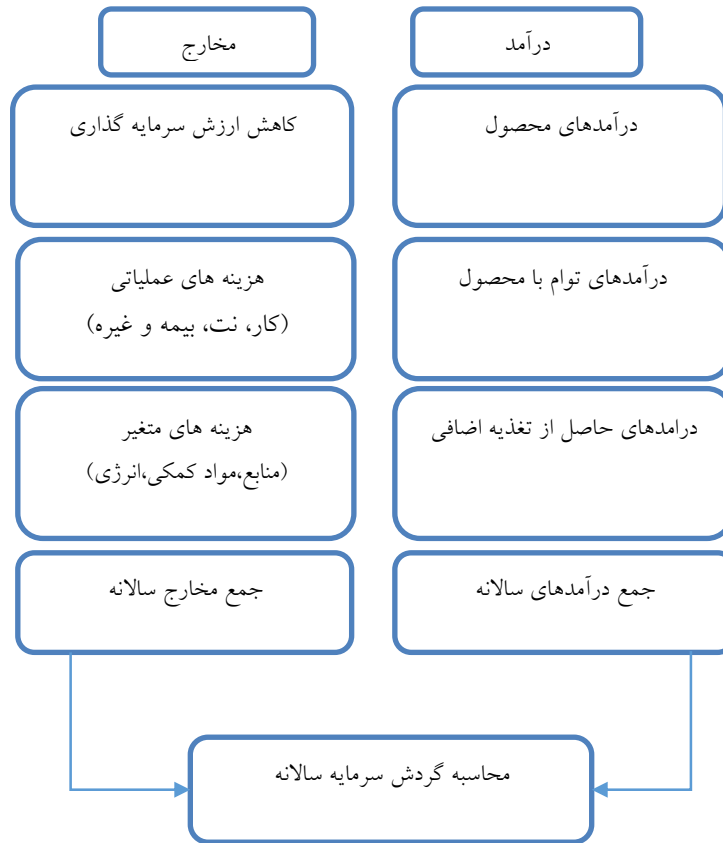 درآمد
مخارج
درآمدهای محصول
کاهش ارزش سرمایه گذاری
درآمدهای توام با محصول
هزینه های عملیاتی
(کار، نت، بیمه و غیره)
درامدهای حاصل از تغذیه اضافی
هزینه های متغیر
(منابع،مواد کمکی،انرژی)
جمع درآمدهای سالانه
جمع مخارج سالانه
محاسبه گردش سرمایه سالانه